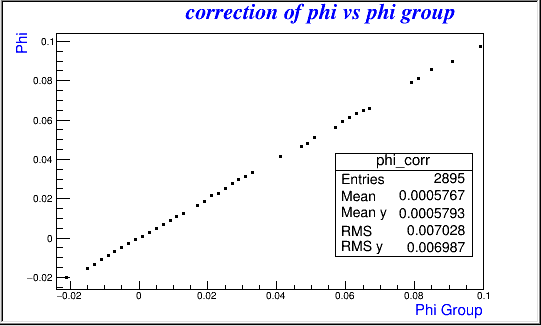 correction of phi vs phi group
Phi
0.1
0.08
0.06
0.04
0.02
0
−0.02
phi_corr
Entries 2895
Mean 0.0005767
Mean y 0.0005793
RMS 0.007028
RMS y 0.006987
−0.02 0 0.02 0.04 0.06 0.08 0.1
Phi Group